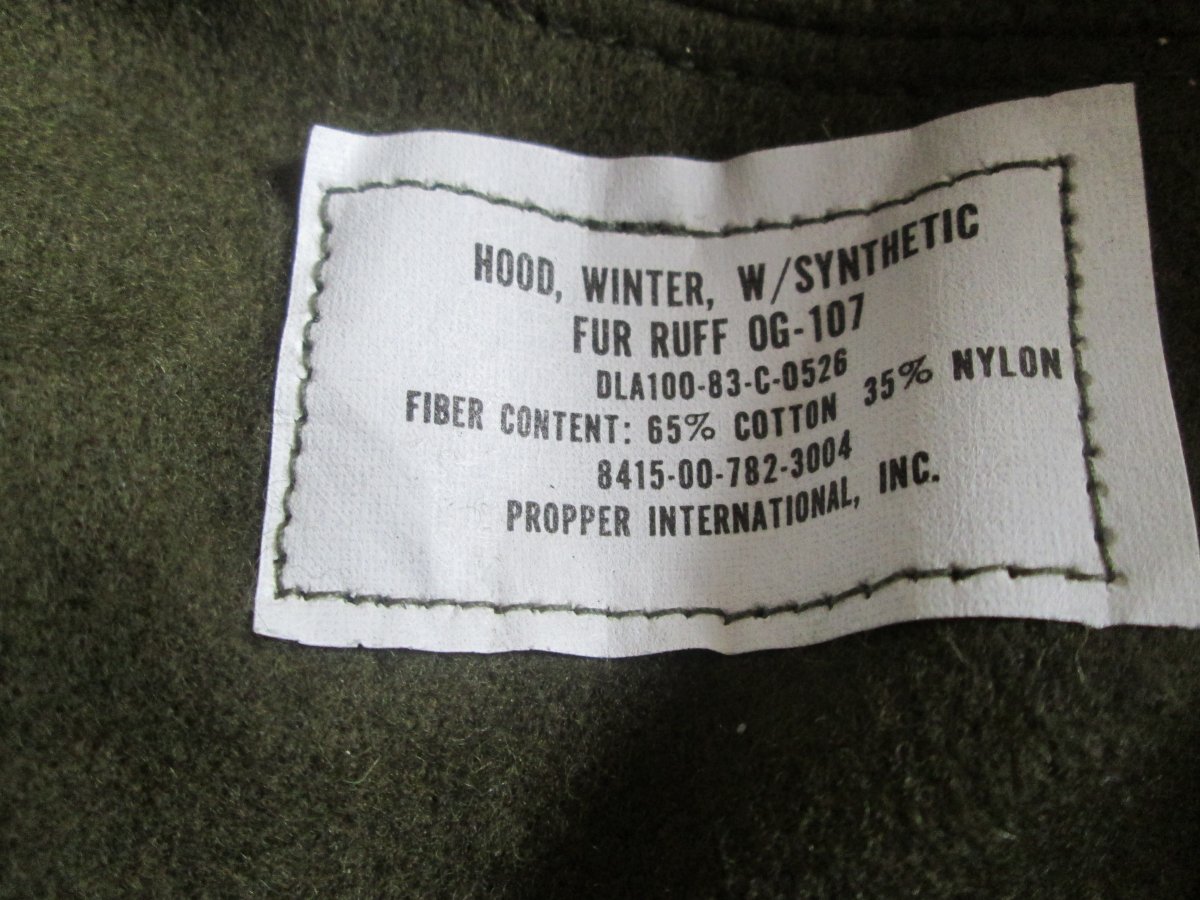 HOOD, WINTER, W/SYNTHETIC
FUR RUFF OG-107
DLA100-83-C-0526
FIBER CONTENT: 65% COTTON 35% NYLON
8415-00-782-3004
PROPPER INTERNATIONAL, INC.